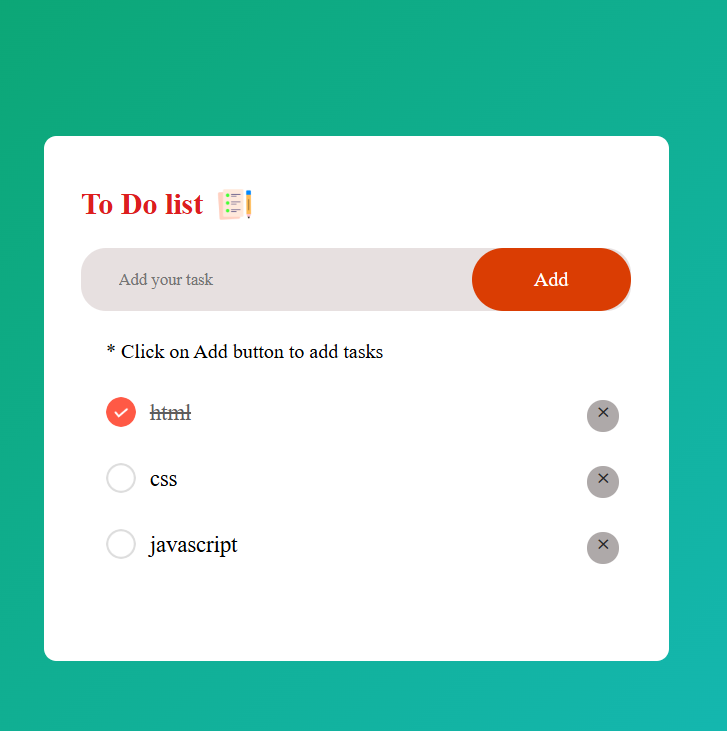 To Do list
Add your task
Add
* Click on Add button to add tasks
html ×
css ×
javascript ×